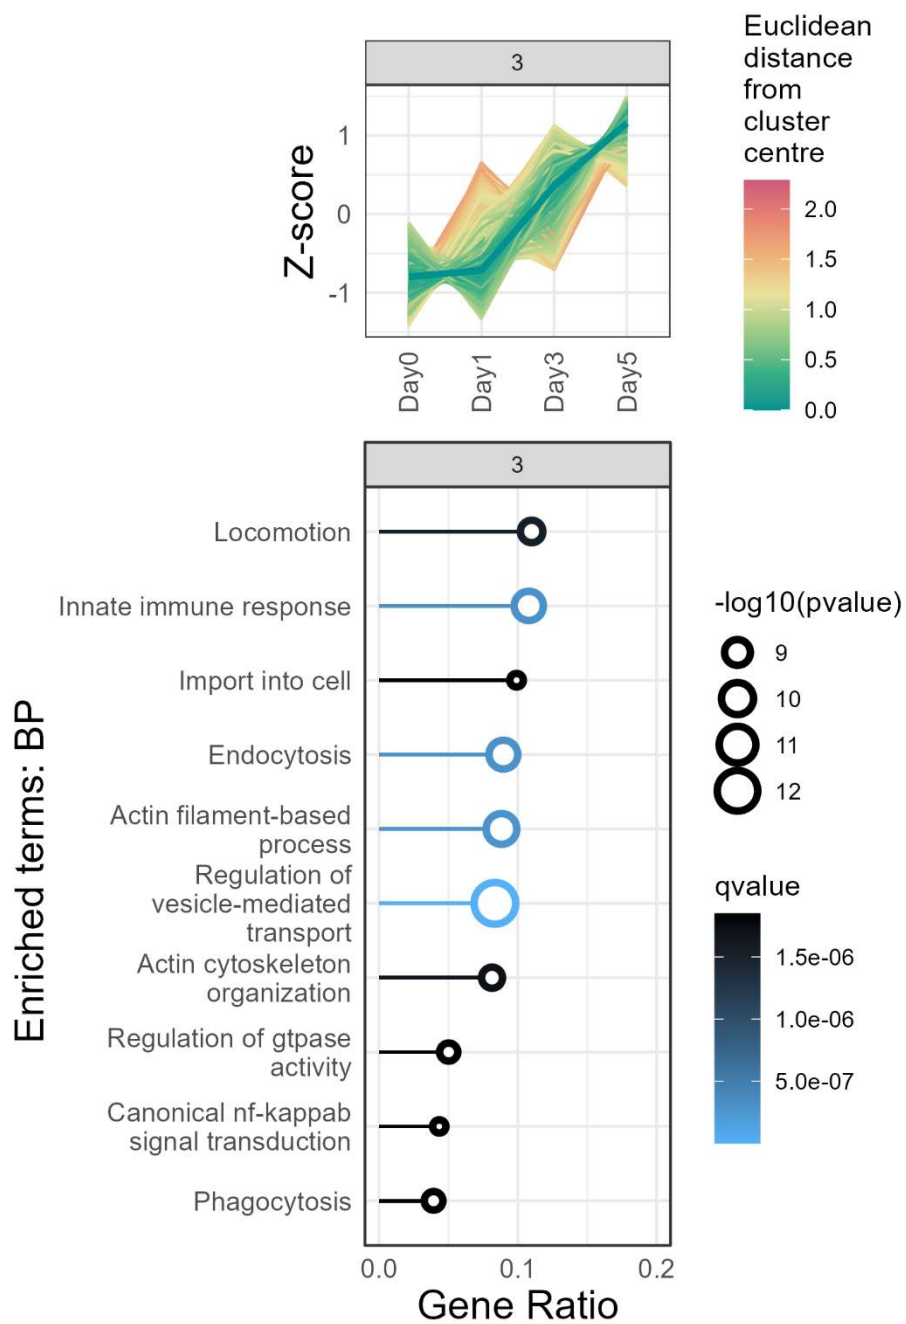 3
Z-score
1
0
-1
Day0
Day1
Day3
Day5
Euclidean
distance
from
cluster
centre
2.0
1.5
1.0
0.5
0.0
3
Enriched terms: BP
Locomotion
Innate immune response
Import into cell
Endocytosis
Actin filament-based
process
Regulation of
vesicle-mediated
transport
Actin cytoskeleton
organization
Regulation of gtpase
activity
Canonical nf-kappab
signal transduction
Phagocytosis
0.0
0.1
0.2
Gene Ratio
-log10(pvalue)
9
10
11
12
qvalue
1.5e-06
1.0e-06
5.0e-07